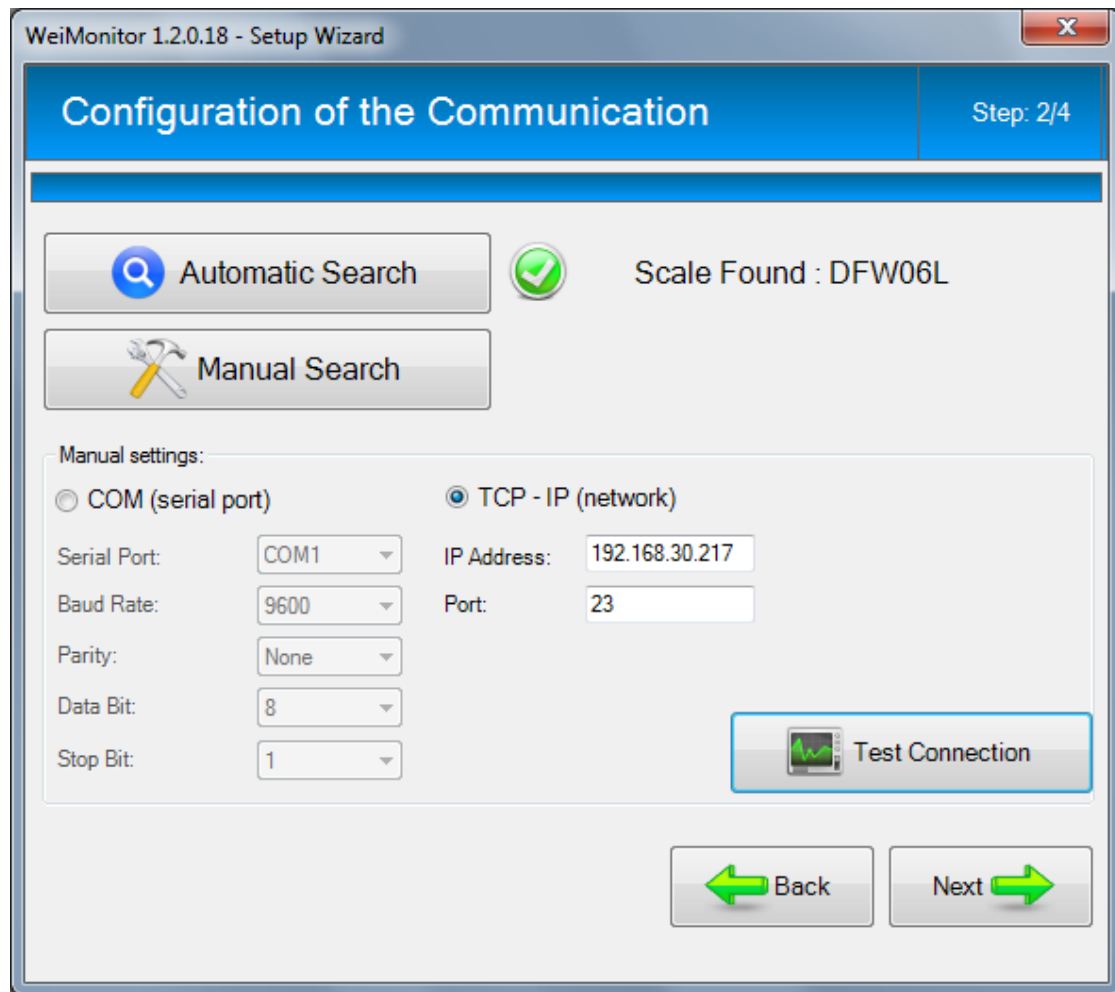 WeiMonitor 1.2.0.18 - Setup Wizard
X
Configuration of the Communication
Step: 2/4
Automatic Search
Scale Found : DFW06L
Manual Search
Manual settings:
COM (serial port)
TCP - IP (network)
Serial Port:
COM1
IP Address:
192.168.30.217
Baud Rate:
9600
Port:
23
Parity:
None
Data Bit:
8
Stop Bit:
1
Test Connection
Back
Next